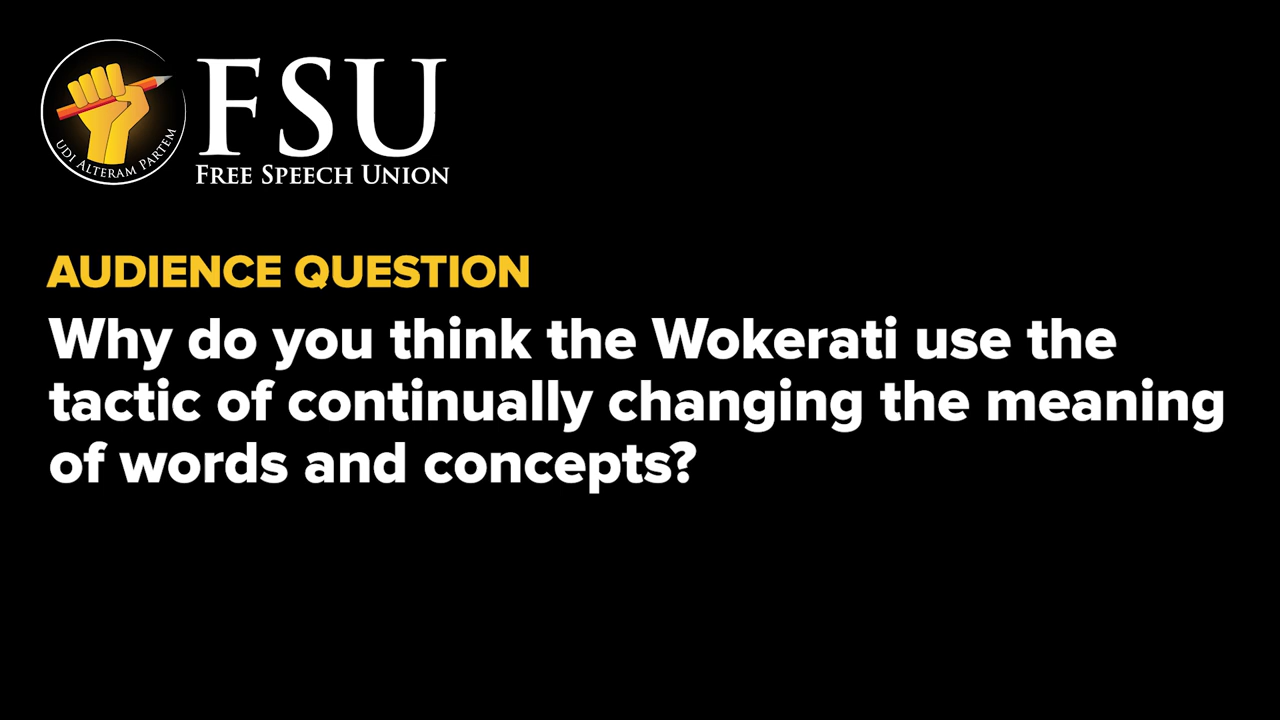 FSU
FREE SPEECH UNION
UDI ALTERAM PARTEM
AUDIENCE QUESTION
Why do you think the Wokerati use the
tactic of continually changing the meaning
of words and concepts?